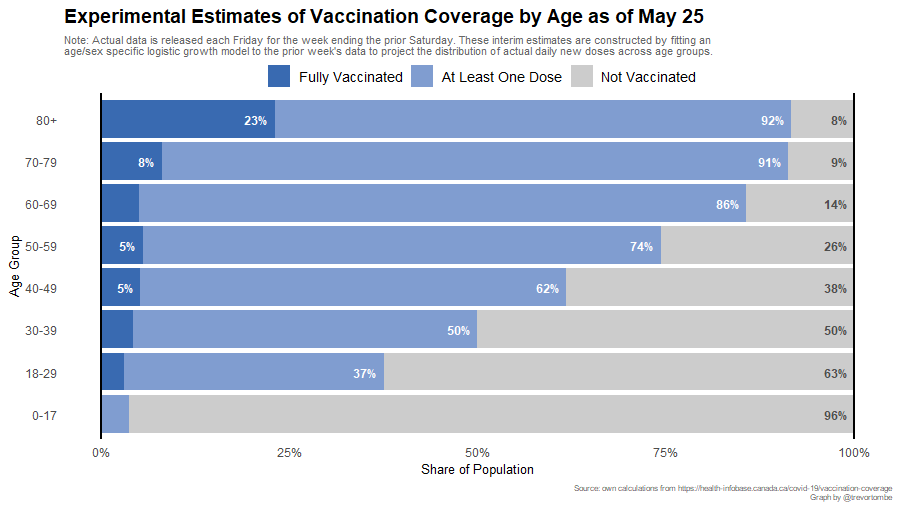 Experimental Estimates of Vaccination Coverage by Age as of May 25
Note: Actual data is released each Friday for the week ending the prior Saturday. These interim estimates are constructed by fitting an
age/sex specific logistic growth model to the prior week's data to project the distribution of actual daily new doses across age groups.
Fully Vaccinated At Least One Dose Not Vaccinated
80+ 23% 92% 8%
70-79 8% 91% 9%
60-69 86% 14%
50-59 5% 74% 26%
40-49 5% 62% 38%
30-39 50% 50%
18-29 37% 63%
0-17 96%
Age Group
0% 25% 50% 75% 100%
Share of Population
Source: own calculations from https://health-infobase.canada.ca/covid-19/vaccination-coverage
Graph by @trevortombe